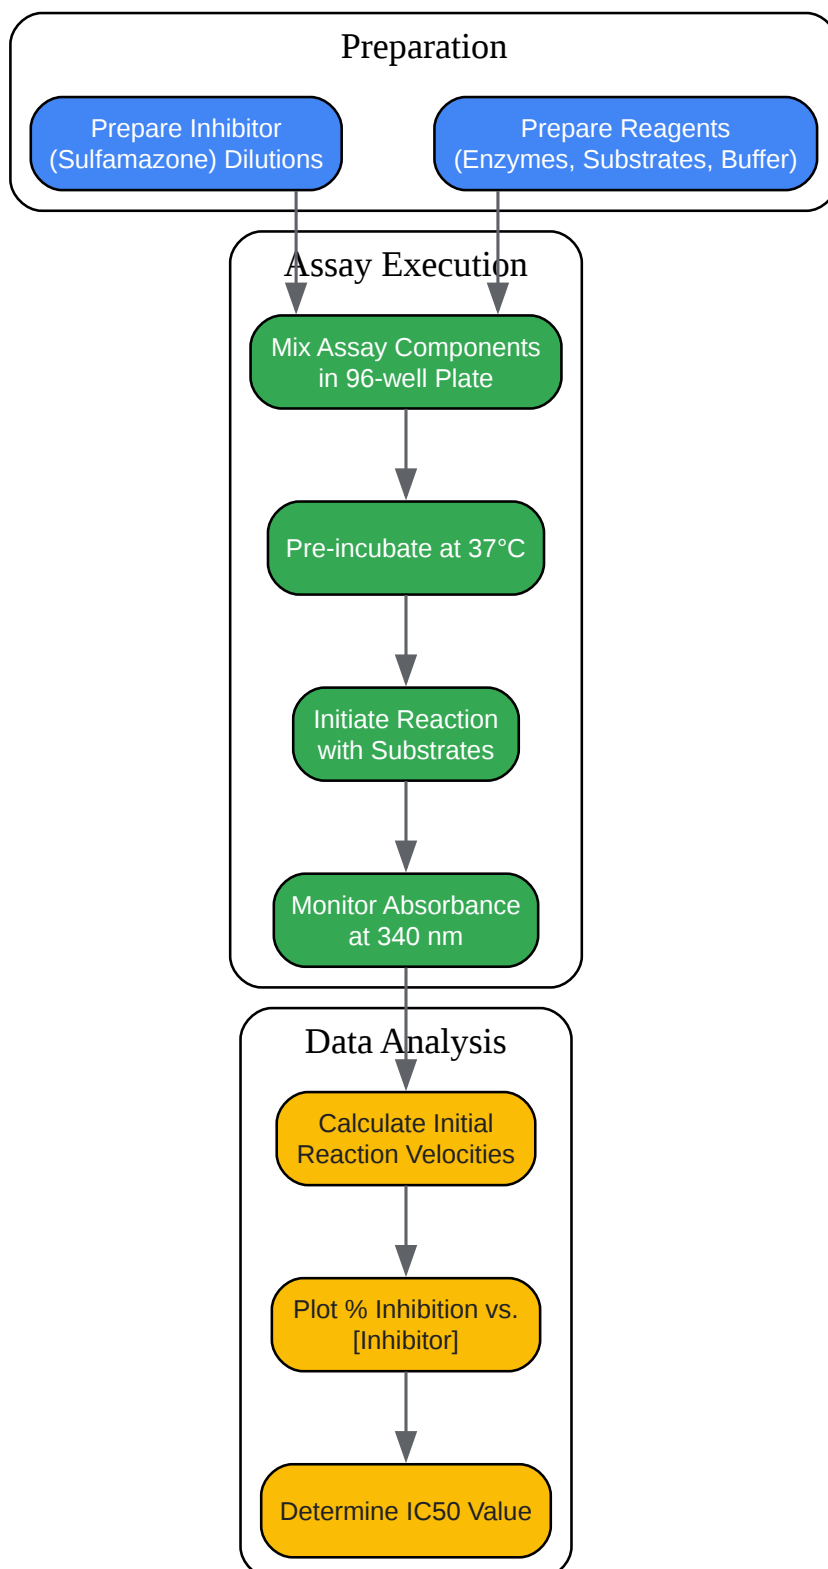 Preparation
Prepare Inhibitor
(Sulfamazone) Dilutions
Prepare Reagents
(Enzymes, Substrates, Buffer)
Assay Execution
Mix Assay Components
in 96-well Plate
Pre-incubate at 37°C
Initiate Reaction
with Substrates
Monitor Absorbance
at 340 nm
Data Analysis
Calculate Initial
Reaction Velocities
Plot % Inhibition vs.
[Inhibitor]
Determine IC50 Value